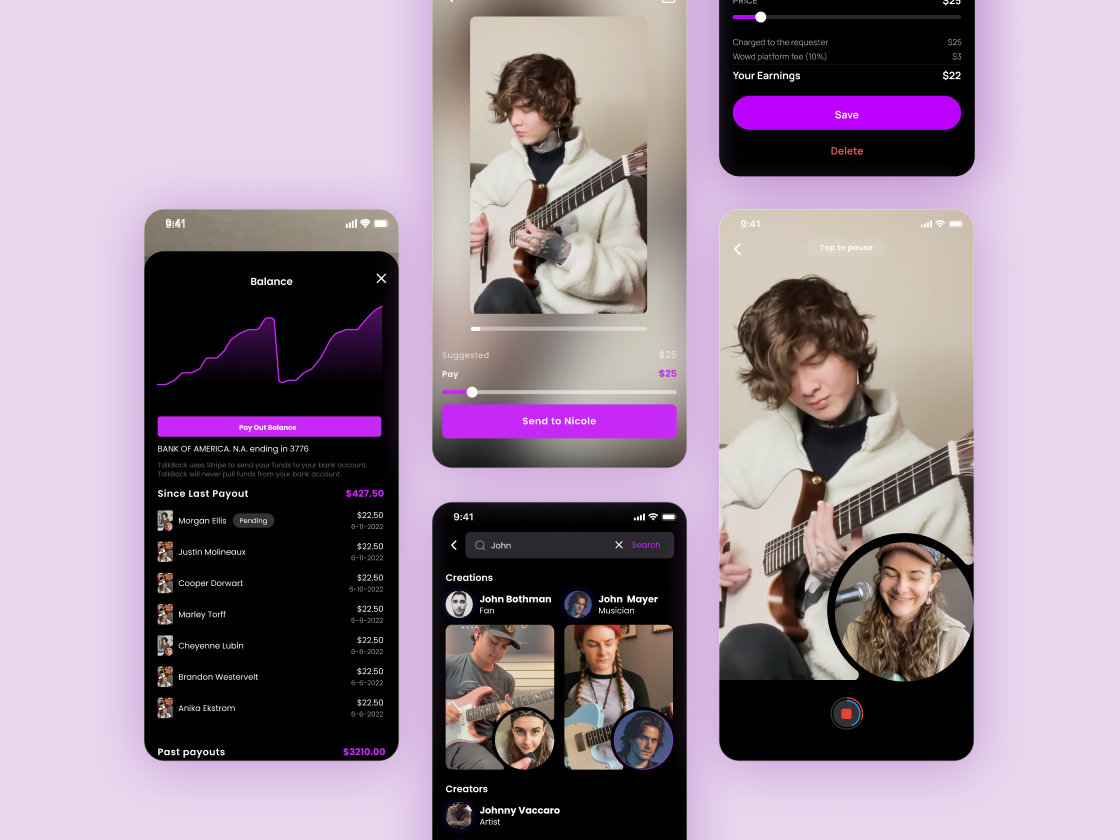 9:41
Balance
Pay Out Balance
BANK OF AMERICA. N.A. ending in 3776
TalkBack uses Stripe to send your funds to your bank account.
TalkBack will never pull funds from your bank account.
Since Last Payout $427.50
Morgan Ellis Pending $22.50
6-11-2022
Justin Molineaux $22.50
6-11-2022
Cooper Dorwart $22.50
6-10-2022
Marley Torff $22.50
6-9-2022
Cheyenne Lubin $22.50
6-8-2022
Brandon Westervelt $22.50
6-6-2022
Anika Ekstrom $22.50
6-6-2022
Past payouts $3210.00
Suggested $25
Pay $25
Send to Nicole
9:41
John Search
Creations
John Bothman
Fan
John Mayer
Musician
Creators
Johnny Vaccaro
Artist
PRICE $25
Charged to the requester $25
Wowd platform fee (10%) $3
Your Earnings $22
Save
Delete
9:41
Tap to pause